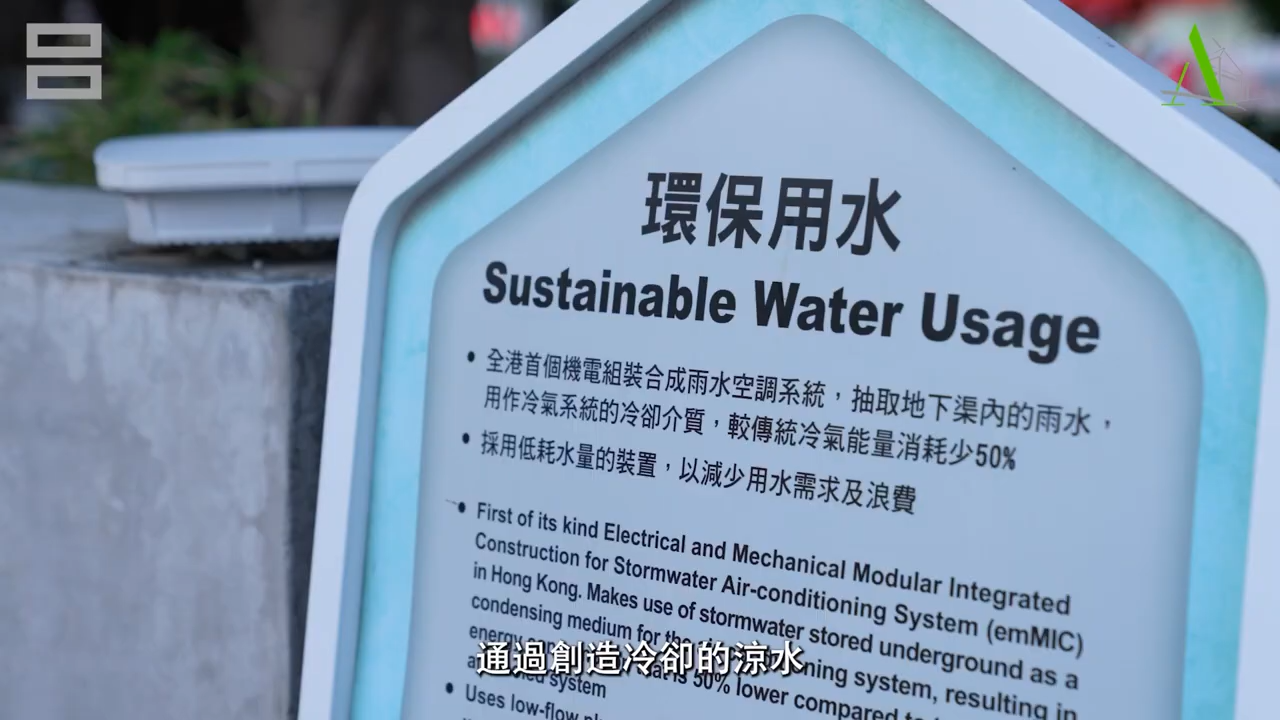 環保用水
Sustainable Water Usage
• 全港首個機電組裝合成雨水空調系統，抽取地下渠內的雨水，
用作冷氣系統的冷卻介質，較傳統冷氣能量消耗少50%
• 採用低耗水量的裝置，以減少用水需求及浪費
• First of its kind Electrical and Mechanical Modular Integrated
Construction for Stormwater Air-conditioning System (emMIC)
in Hong Kong. Makes use of stormwater stored underground as a
condensing medium for the system, resulting in
energy is 50% lower compared
system
• Uses low-flow
通過創造冷卻的涼水